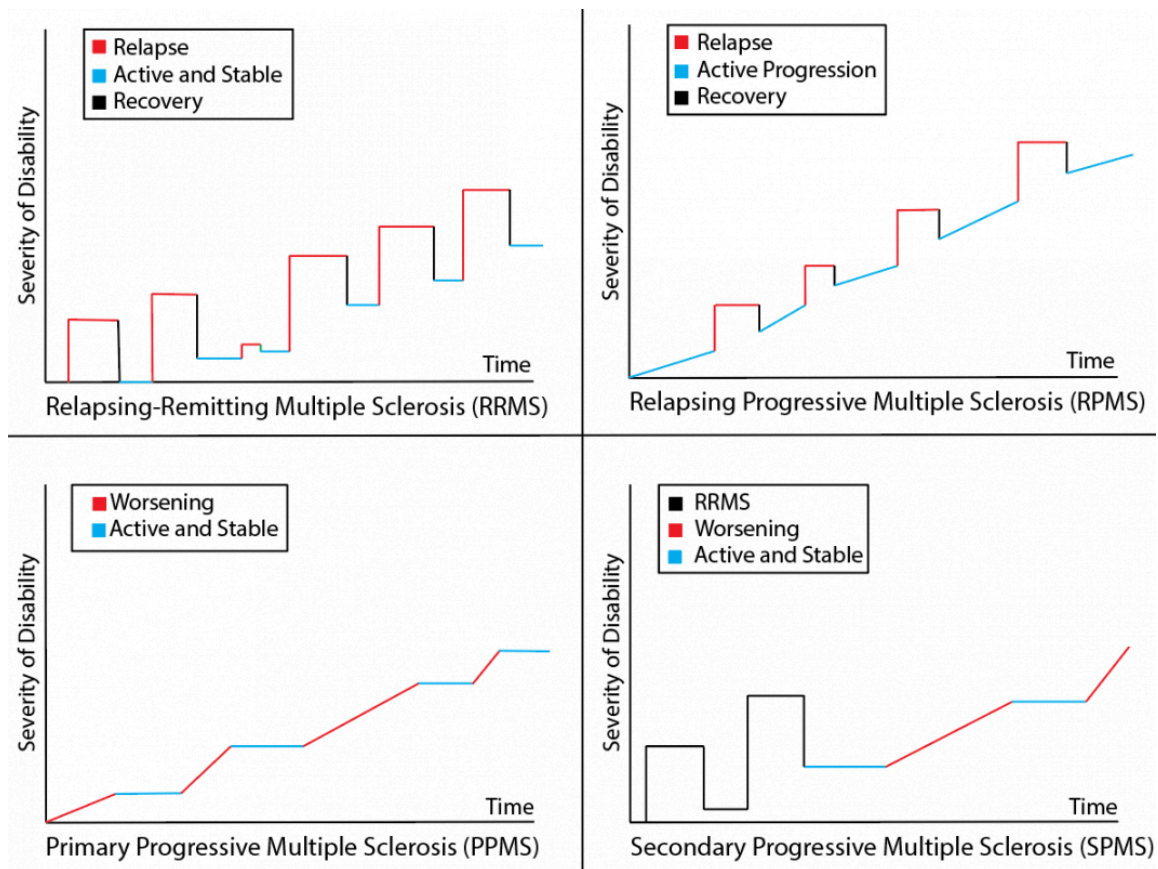 Relapse
Active and Stable
Recovery
Severity of Disability
Time
Relapsing-Remitting Multiple Sclerosis (RRMS)
Relapse
Active Progression
Recovery
Severity of Disability
Time
Relapsing Progressive Multiple Sclerosis (RPMS)
Worsening
Active and Stable
Severity of Disability
Time
Primary Progressive Multiple Sclerosis (PPMS)
RRMS
Worsening
Active and Stable
Severity of Disability
Time
Secondary Progressive Multiple Sclerosis (SPMS)